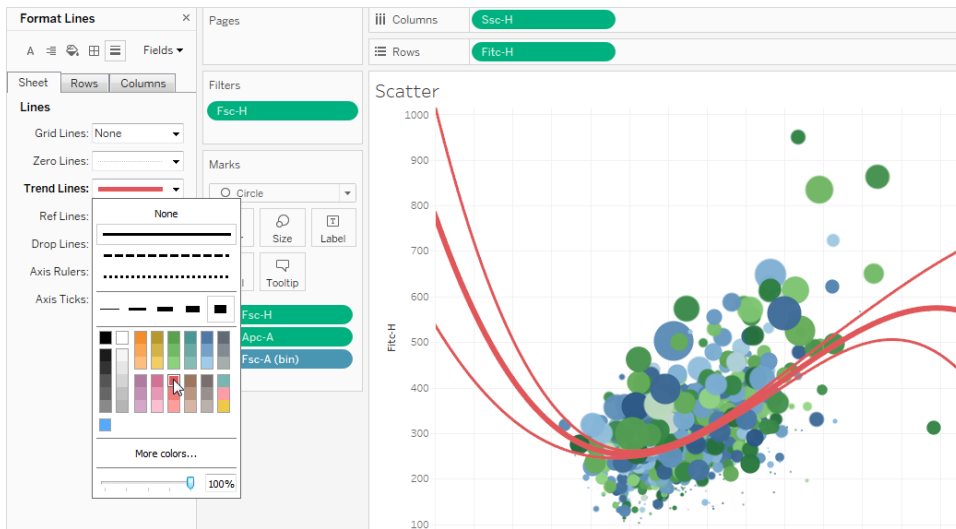 Format Lines
×
A
Fields
Sheet
Rows
Columns
Lines
Grid Lines:
None
Zero Lines:
Trend Lines:
Ref Lines:
Drop Lines:
Axis Rulers:
Axis Ticks:
None
More colors...
100%
Pages
Filters
Fsc-H
Marks
Circle
Size
Label
Tooltip
Fsc-H
Apc-A
Fsc-A (bin)
Columns
Ssc-H
Rows
Fitc-H
Scatter
1000
900
800
700
600
500
400
300
200
100
Fitc-H